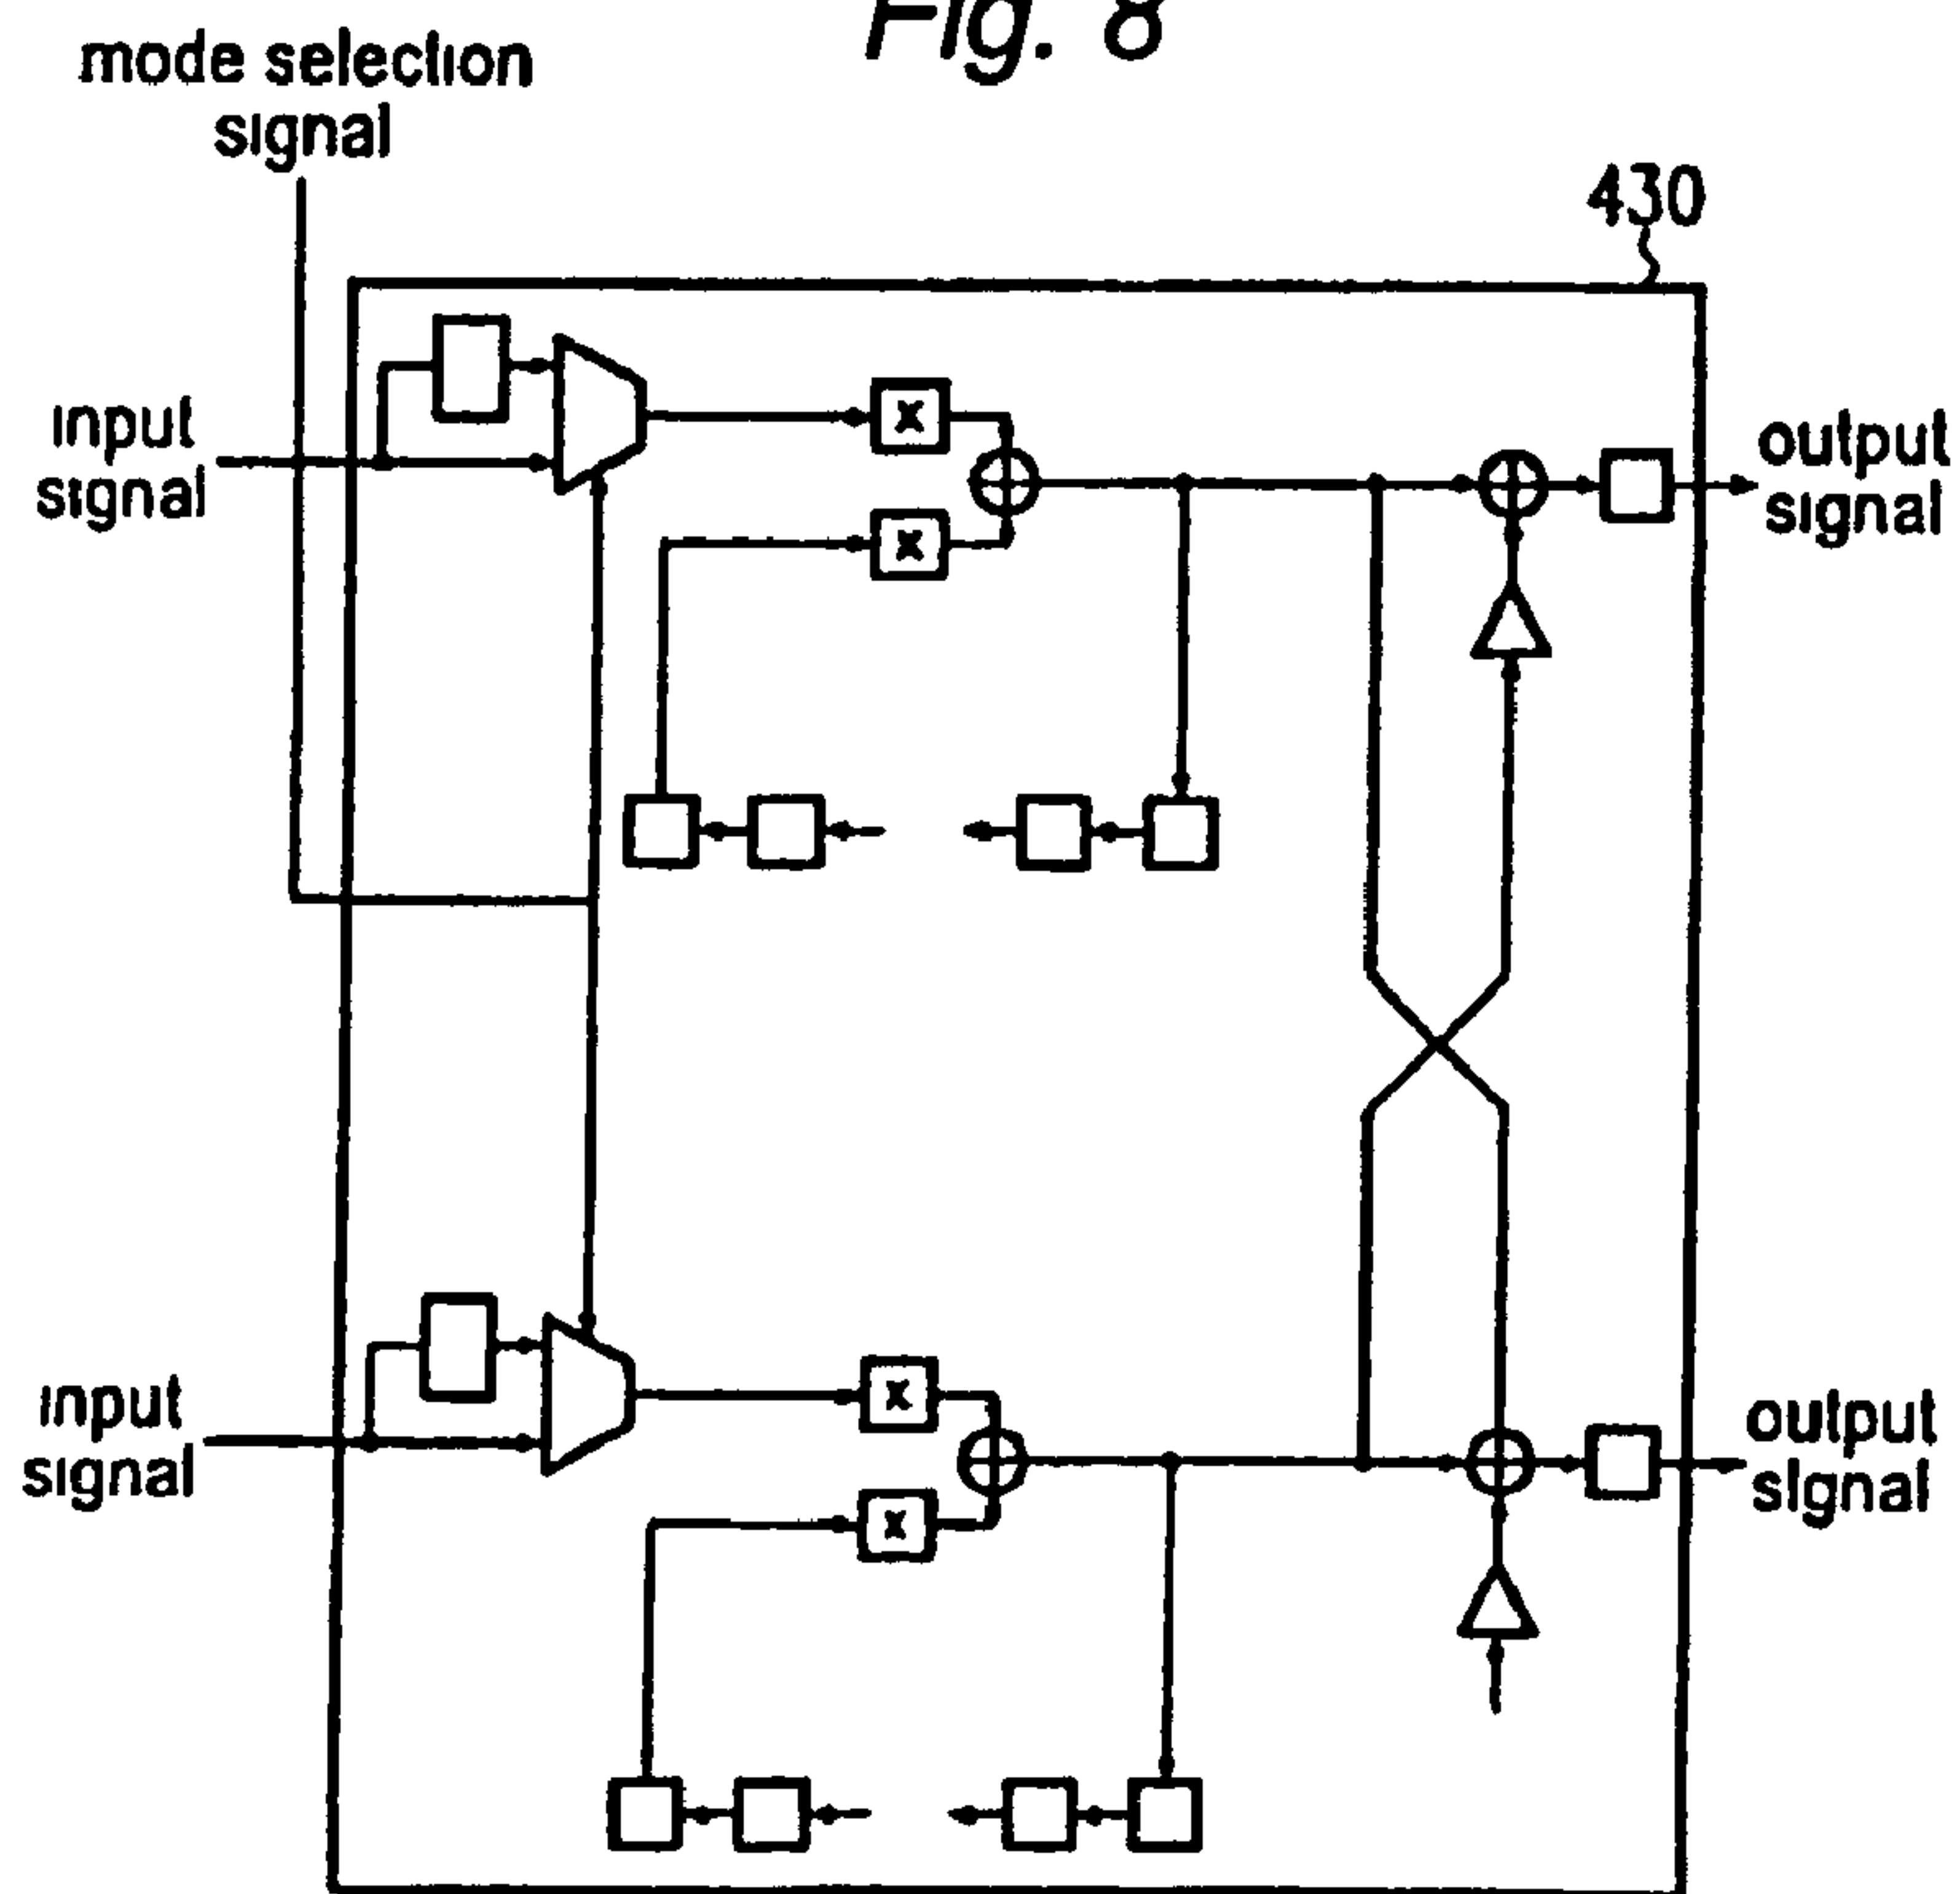 Fig. 8
mode selection
signal
430
input
signal
output
signal
x
x
input
signal
output
signal
x
x